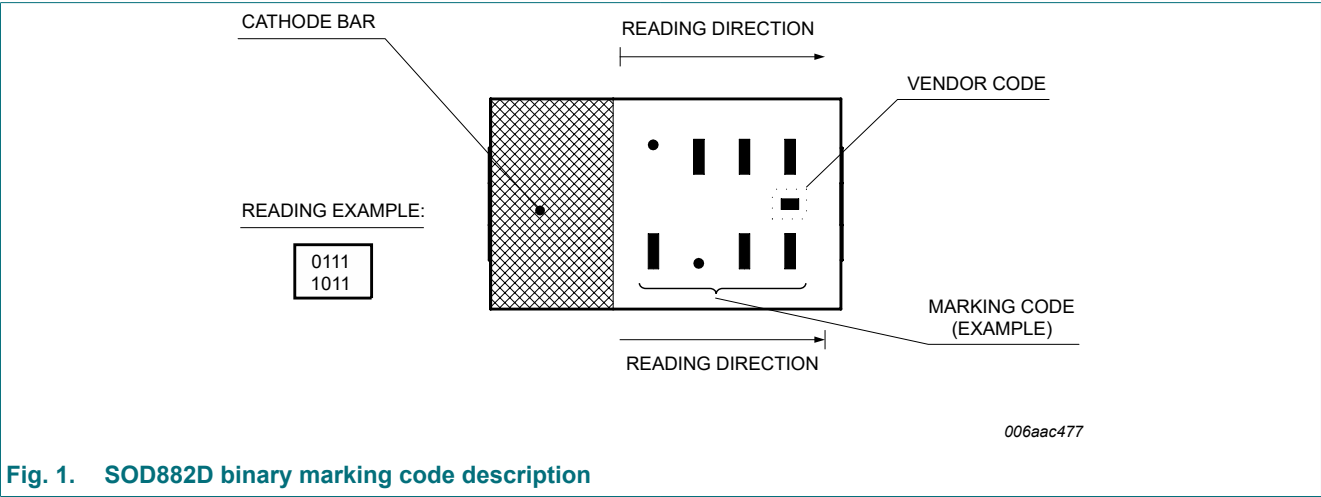 CATHODE BAR
READING DIRECTION
VENDOR CODE
READING EXAMPLE:
0111
1011
MARKING CODE
(EXAMPLE)
READING DIRECTION
006aac477
Fig. 1. SOD882D binary marking code description